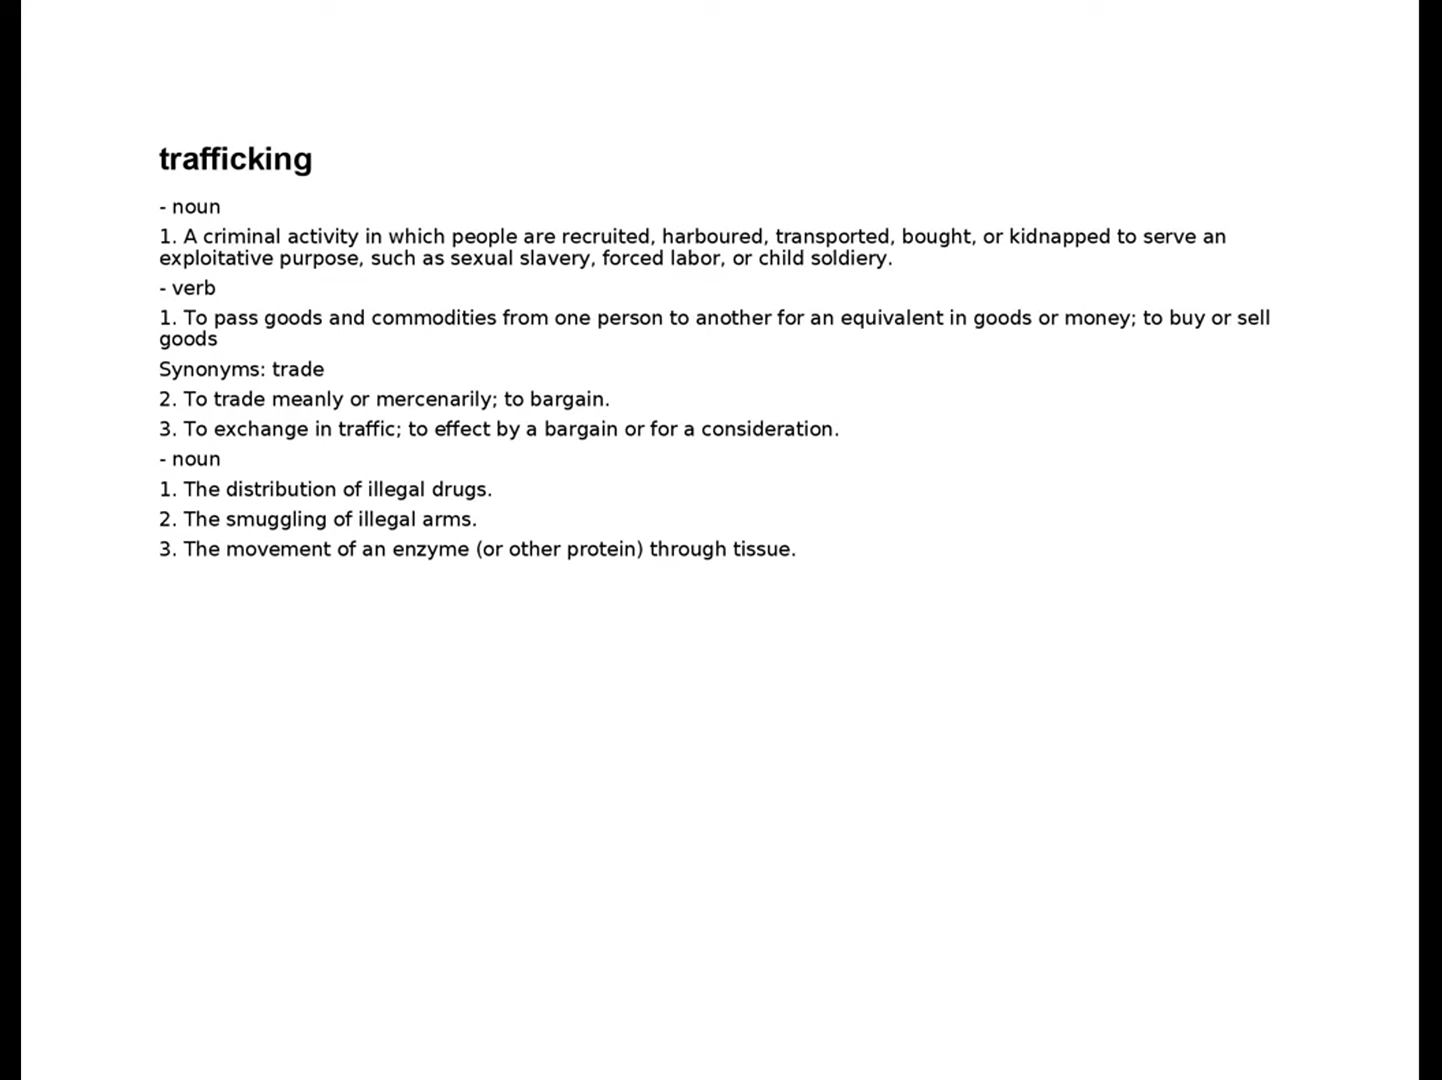 trafficking
- noun
1. A criminal activity in which people are recruited, harboured, transported, bought, or kidnapped to serve an
exploitative purpose, such as sexual slavery, forced labor, or child soldiery.
- verb
1. To pass goods and commodities from one person to another for an equivalent in goods or money; to buy or sell
goods
Synonyms: trade
2. To trade meanly or mercenarily; to bargain.
3. To exchange in traffic; to effect by a bargain or for a consideration.
- noun
1. The distribution of illegal drugs.
2. The smuggling of illegal arms.
3. The movement of an enzyme (or other protein) through tissue.